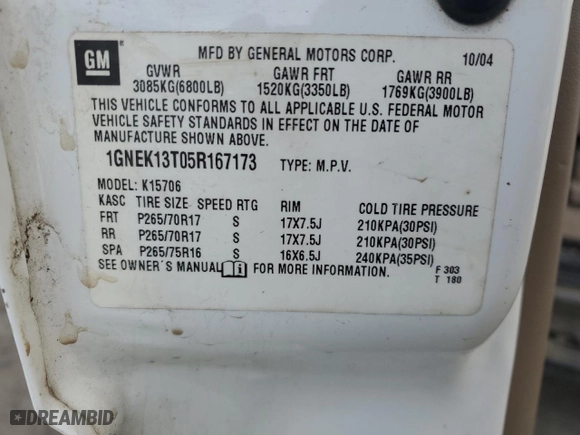 GM
MFD BY GENERAL MOTORS CORP. 10/04
GVWR GAWR FRT GAWR RR
3085KG(6800LB) 1520KG(3350LB) 1769KG(3900LB)
THIS VEHICLE CONFORMS TO ALL APPLICABLE U.S. FEDERAL MOTOR
VEHICLE SAFETY STANDARDS IN EFFECT ON THE DATE OF
MANUFACTURE SHOWN ABOVE.
1GNEK13T05R167173 TYPE: M.P.V.
MODEL: K15706
KASC TIRE SIZE SPEED RTG RIM COLD TIRE PRESSURE
FRT P265/70R17 S 17X7.5J 210KPA(30PSI)
RR P265/70R17 S 17X7.5J 210KPA(30PSI)
SPA P265/75R16 S 16X6.5J 240KPA(35PSI)
SEE OWNER'S MANUAL FOR MORE INFORMATION. F 303
T 180
DREAMBID